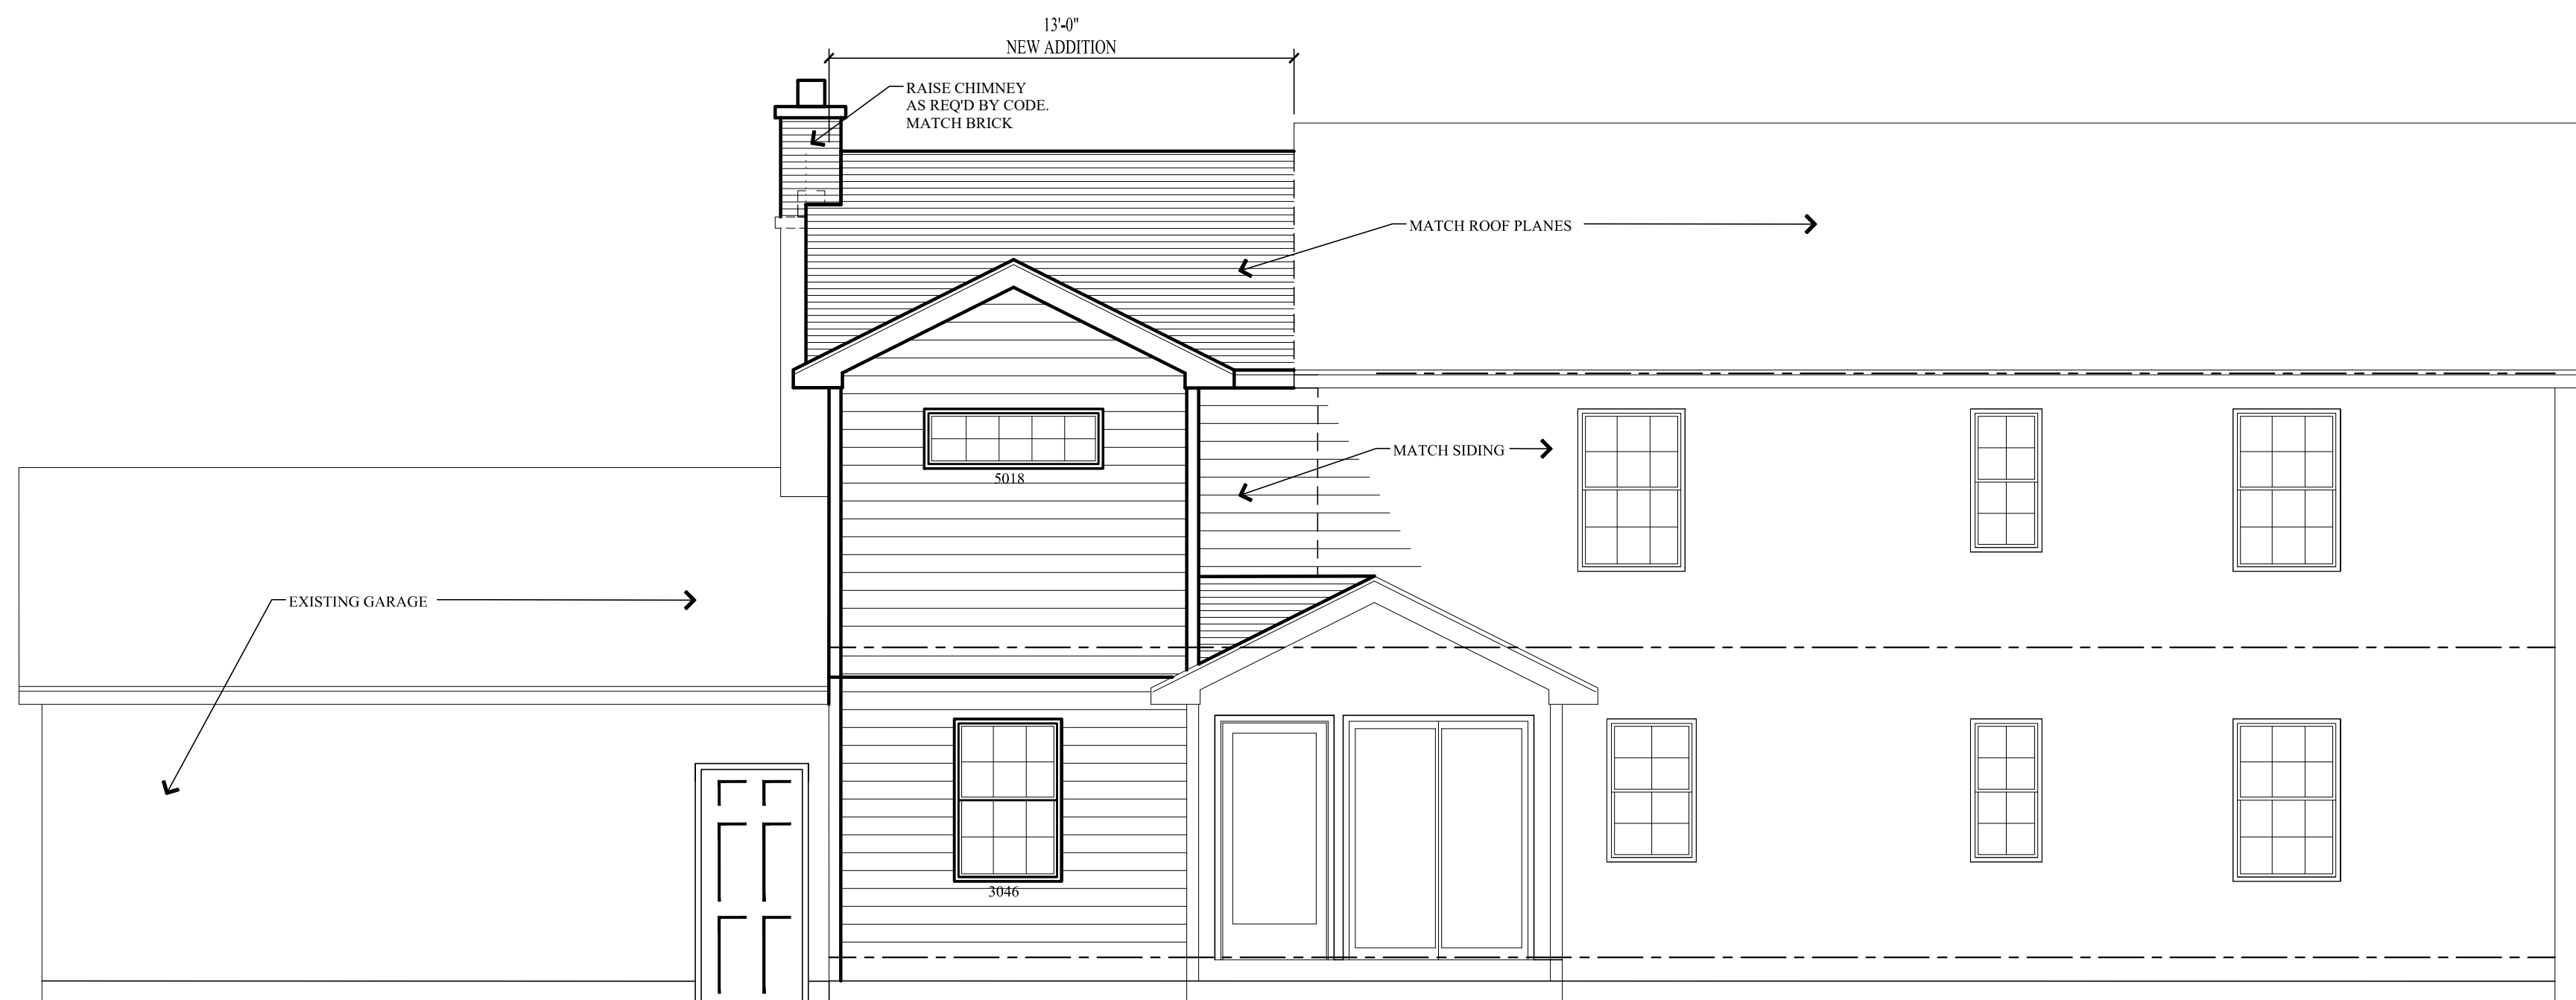 13'-0"
NEW ADDITION
RAISE CHIMNEY
AS REQ'D BY CODE.
MATCH BRICK
MATCH ROOF PLANES
MATCH SIDING
5018
EXISTING GARAGE
3046